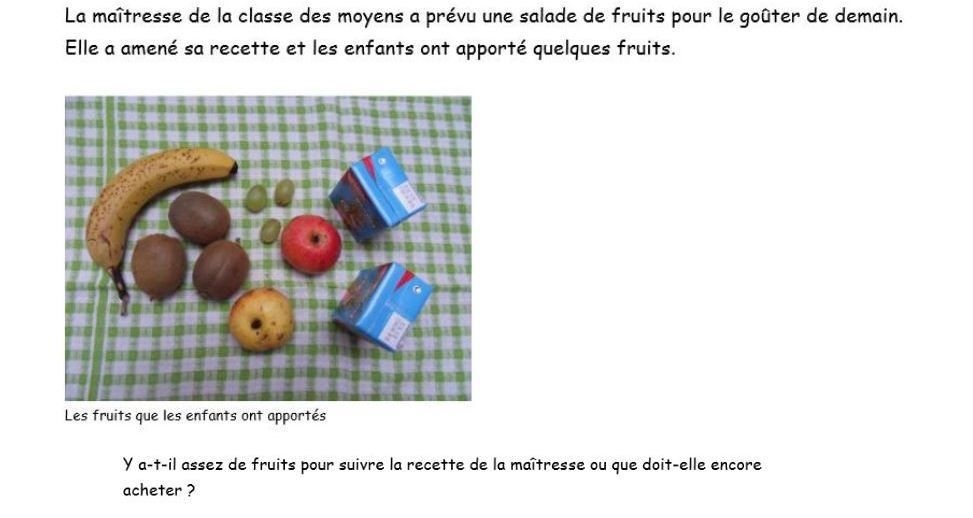 La maîtresse de la classe des moyens a prévu une salade de fruits pour le goûter de demain.
Elle a amené sa recette et les enfants ont apporté quelques fruits.
Les fruits que les enfants ont apportés
Y a-t-il assez de fruits pour suivre la recette de la maîtresse ou que doit-elle encore
acheter ?